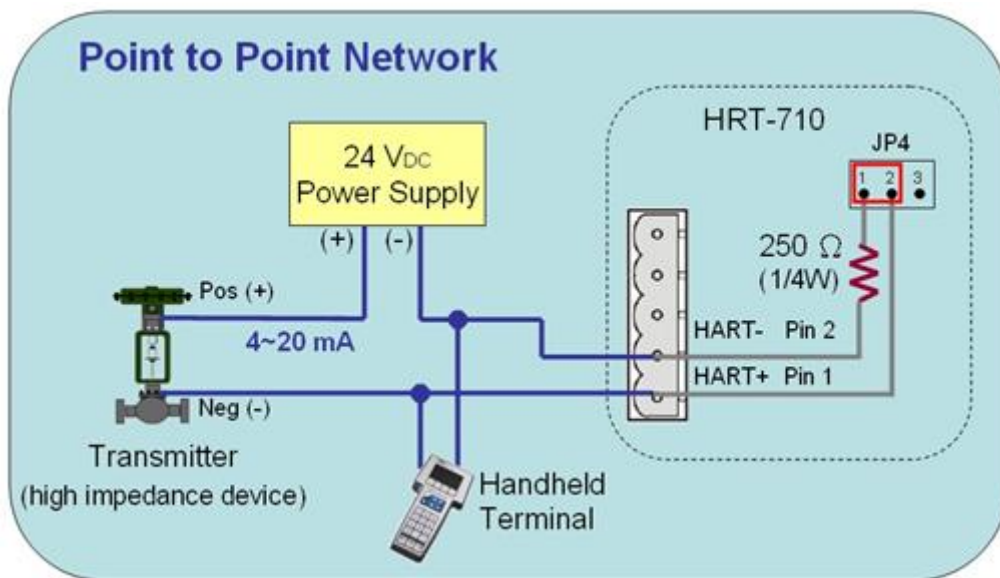 Point to Point Network
HRT-710
JP4
1 2 3
24 VDC
Power Supply
(+) (-)
250 Ω
(1/4W)
Pos (+)
4~20 mA
HART- Pin 2
HART+ Pin 1
Neg (-)
Transmitter
(high impedance device)
Handheld
Terminal